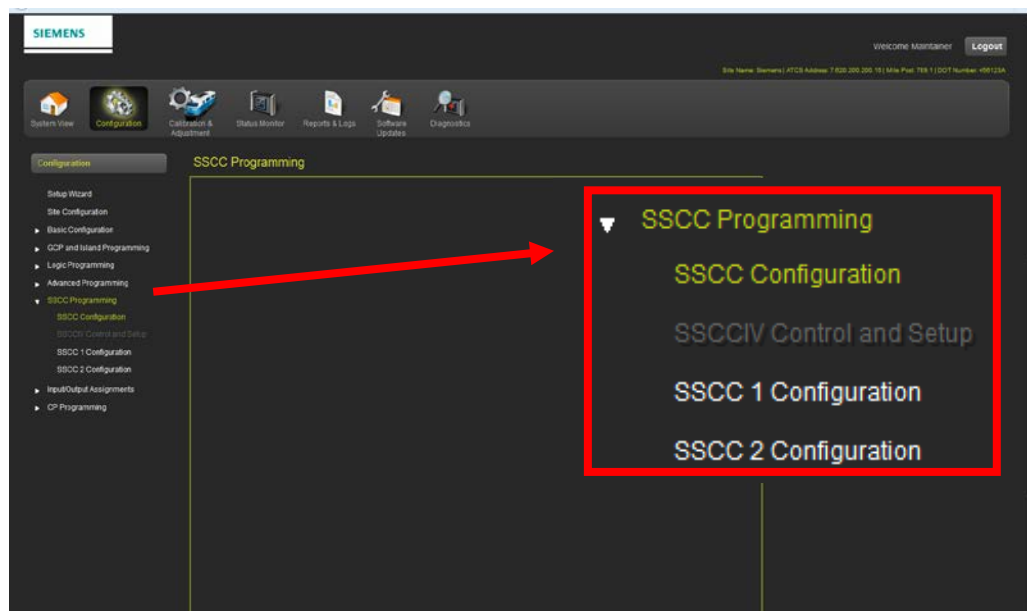 SIEMENS
Welcome Maintainer Logout
Site Name: Siemens | ATCS Address: 7.620.200.200.15 | Mile Post: 769.1 | DOT Number:
System View Configuration Calibration & Adjustment Status Monitor Reports & Logs Software Updates Diagnostics
Configuration
SSCC Programming
Setup Wizard
Site Configuration
Basic Configuration
GCP and Island Programming
Logic Programming
Advanced Programming
SSCC Programming
SSCC Configuration
SSCCIV Control and Setup
SSCC 1 Configuration
SSCC 2 Configuration
Input/Output Assignments
CP Programming
SSCC Programming
SSCC Configuration
SSCCIV Control and Setup
SSCC 1 Configuration
SSCC 2 Configuration